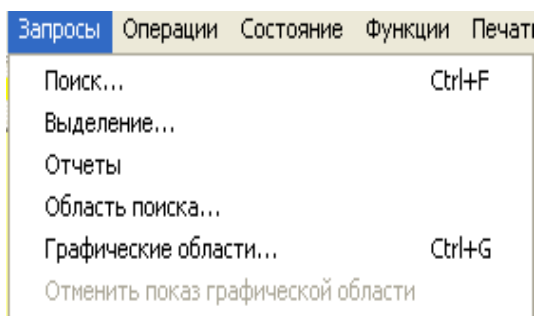 Запросы Операции Состояние Функции
Поиск... Ctrl+F
Выделение...
Отчеты
Область поиска...
Графические области... Ctrl+G
Отменить показ графической области